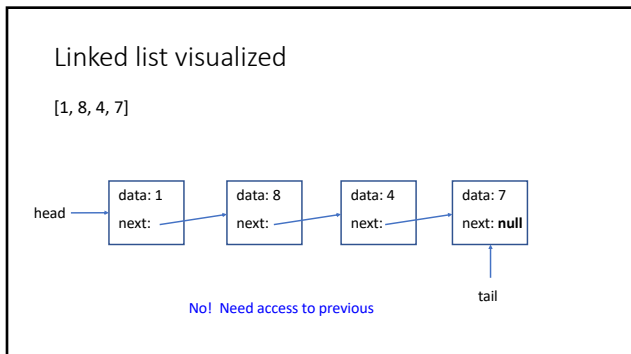 Linked list visualized
[1, 8, 4, 7]
head
data: 1
next:
data: 8
next:
data: 4
next:
data: 7
next: null
tail
No! Need access to previous